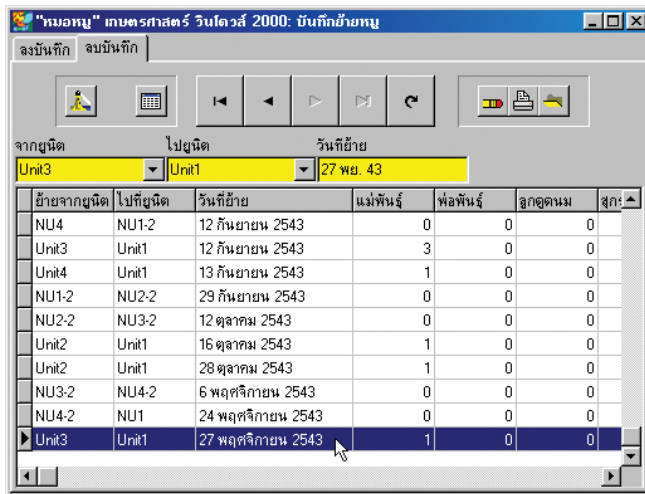 "หมอหมู" เกษตรศาสตร์ วินโดวส์ 2000: บันทึกย้ายหมู
ลงบันทึก ลบบันทึก
จากยูนิต ไปยูนิต วันที่ย้าย
Unit3 Unit1 27 พย. 43
ย้ายจากยูนิต ไปที่ยูนิต วันที่ย้าย แม่พันธุ์ พ่อพันธุ์ ลูกดูดนม
NU4 NU1-2 12 กันยายน 2543 0 0 0
Unit3 Unit1 12 กันยายน 2543 3 0 0
Unit4 Unit1 13 กันยายน 2543 1 0 0
NU1-2 NU2-2 29 กันยายน 2543 0 0 0
NU2-2 NU3-2 12 ตุลาคม 2543 0 0 0
Unit2 Unit1 16 ตุลาคม 2543 1 0 0
Unit2 Unit1 28 ตุลาคม 2543 1 0 0
NU3-2 NU4-2 6 พฤศจิกายน 2543 0 0 0
NU4-2 NU1 24 พฤศจิกายน 2543 0 0 0
Unit3 Unit1 27 พฤศจิกายน 2543 1 0 0